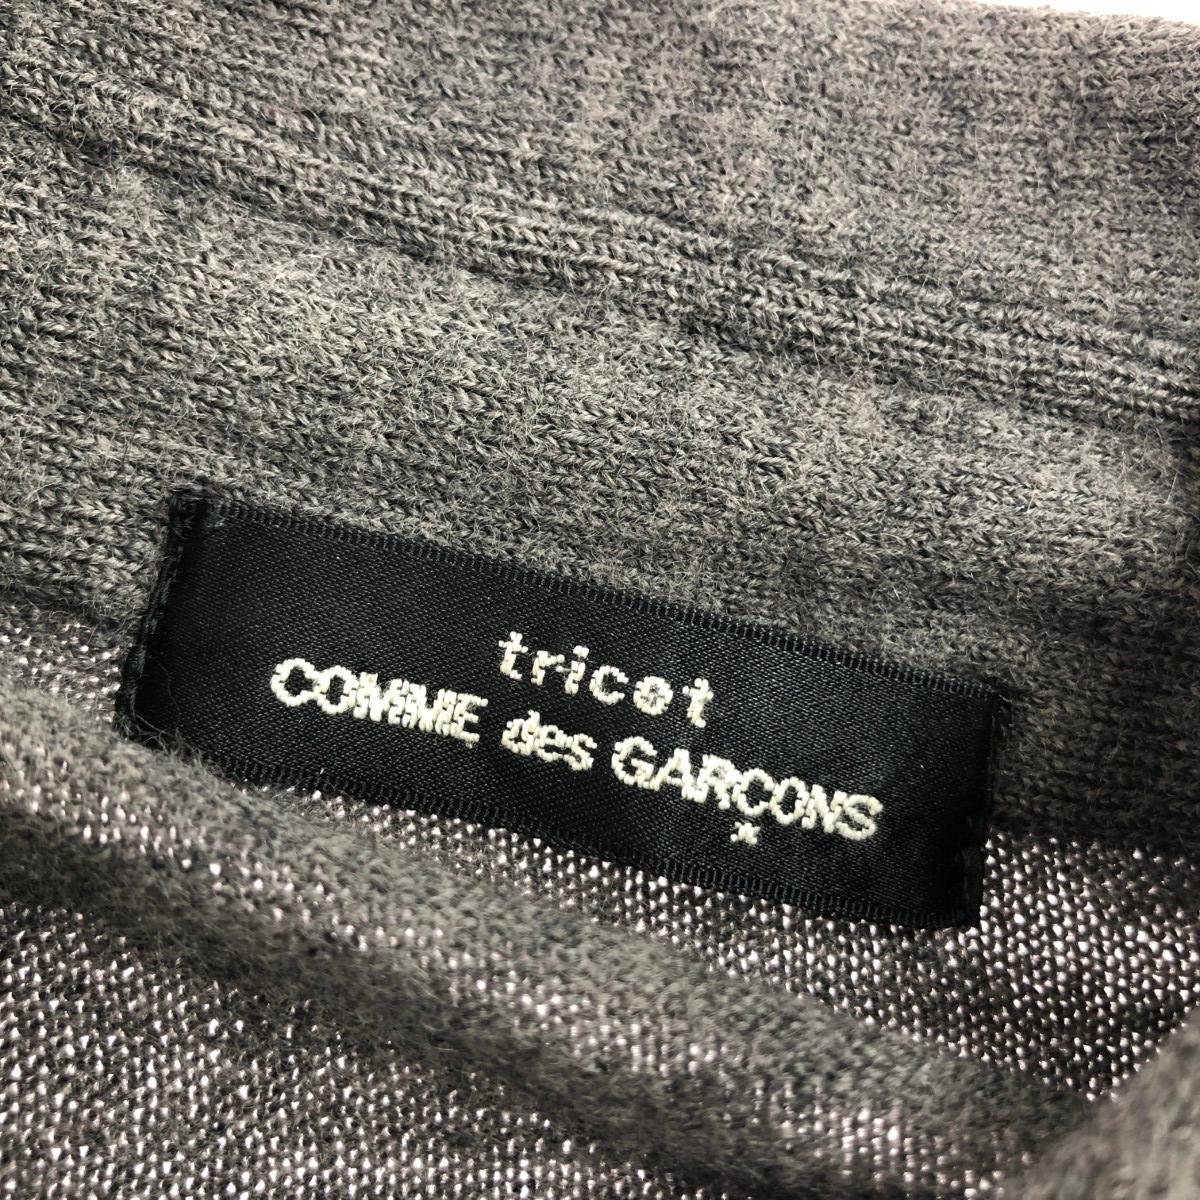 tricot
COMME des GARÇONS
*